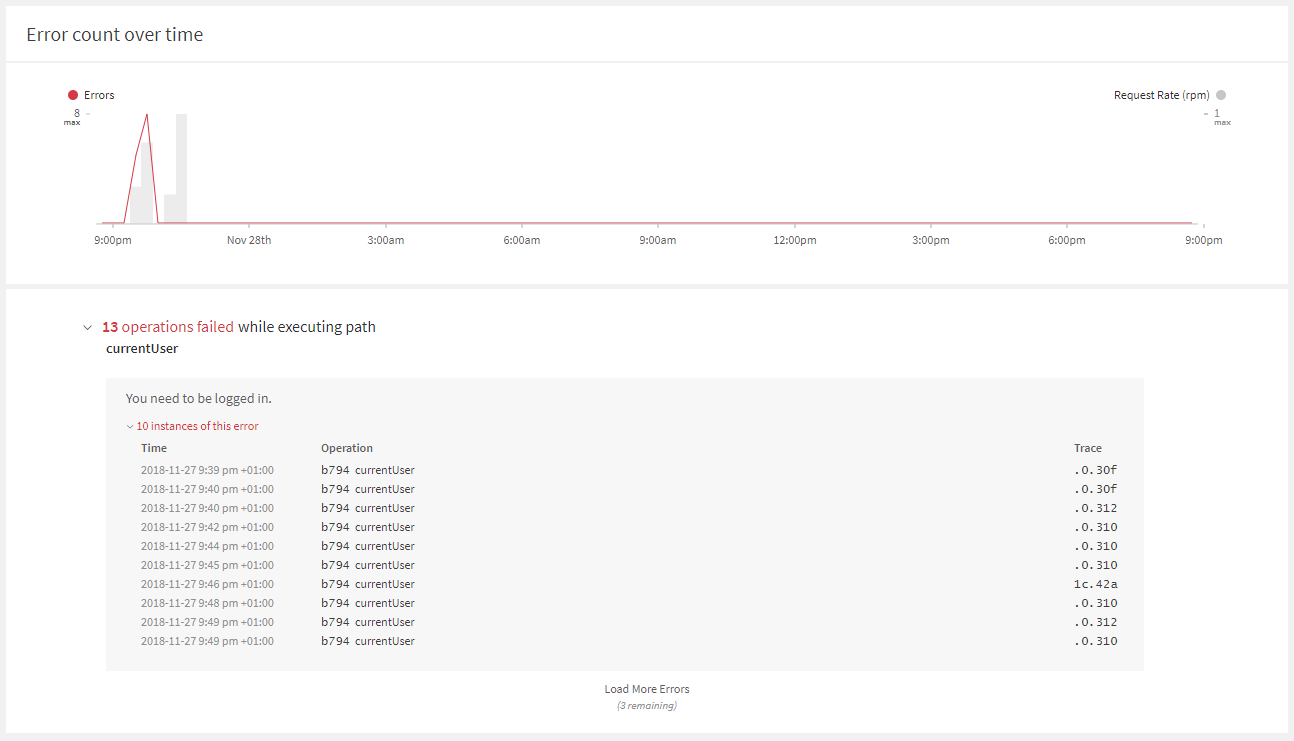 Error count over time
Errors
Request Rate (rpm)
8
max
1
max
9:00pm Nov 28th 3:00am 6:00am 9:00am 12:00pm 3:00pm 6:00pm 9:00pm
13 operations failed while executing path
currentUser
You need to be logged in.
10 instances of this error
Time Operation Trace
2018-11-27 9:39 pm +01:00 b794 currentUser .0.30f
2018-11-27 9:40 pm +01:00 b794 currentUser .0.30f
2018-11-27 9:40 pm +01:00 b794 currentUser .0.312
2018-11-27 9:42 pm +01:00 b794 currentUser .0.310
2018-11-27 9:44 pm +01:00 b794 currentUser .0.310
2018-11-27 9:45 pm +01:00 b794 currentUser .0.310
2018-11-27 9:46 pm +01:00 b794 currentUser 1c.42a
2018-11-27 9:48 pm +01:00 b794 currentUser .0.310
2018-11-27 9:49 pm +01:00 b794 currentUser .0.312
2018-11-27 9:49 pm +01:00 b794 currentUser .0.310
Load More Errors
(3 remaining)